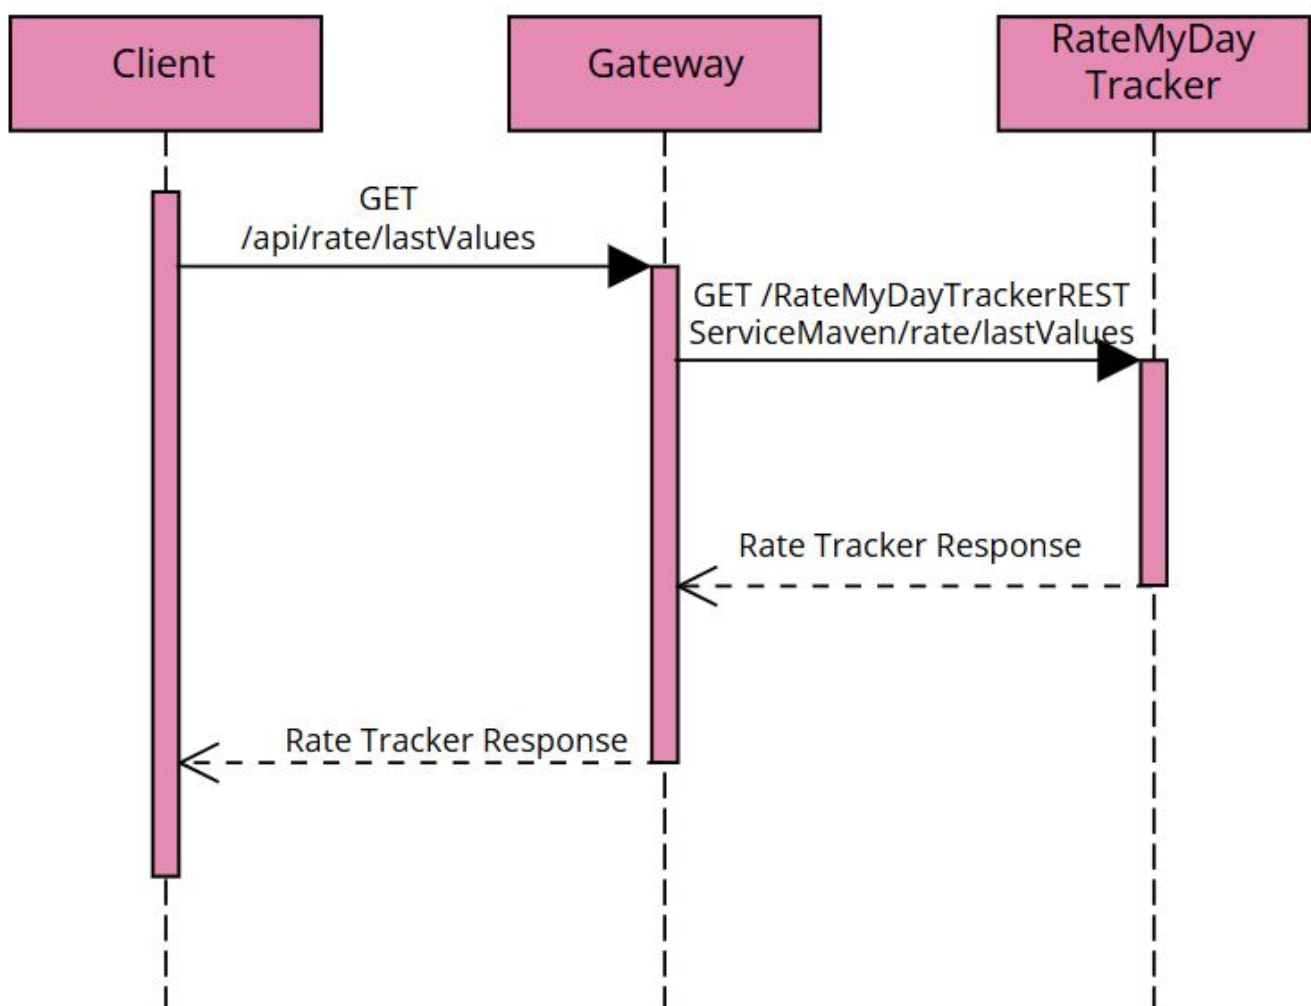 Client
Gateway
RateMyDay
Tracker
GET
/api/rate/lastValues
GET /RateMyDayTrackerREST
ServiceMaven/rate/lastValues
Rate Tracker Response
Rate Tracker Response